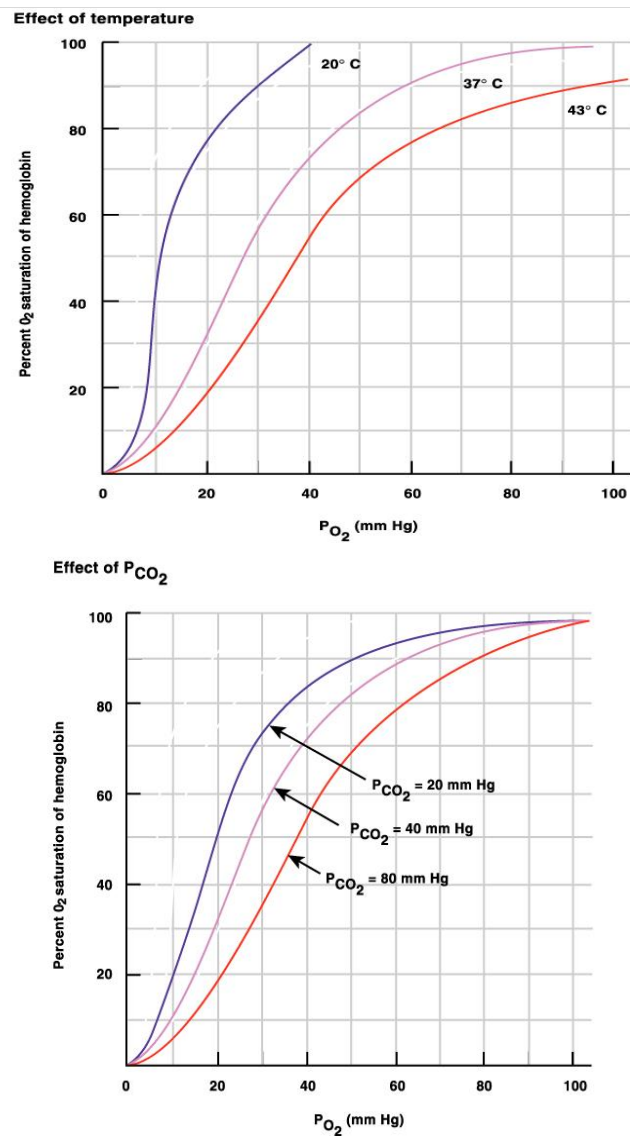 Effect of temperature
100
20° C
37° C
43° C
80
60
40
20
Percent 0₂ saturation of hemoglobin
0 20 40 60 80 100
PO₂ (mm Hg)
Effect of PCO₂
100
80
PCO₂ = 20 mm Hg
60
PCO₂ = 40 mm Hg
40
PCO₂ = 80 mm Hg
20
Percent 0₂ saturation of hemoglobin
0 20 40 60 80 100
PO₂ (mm Hg)